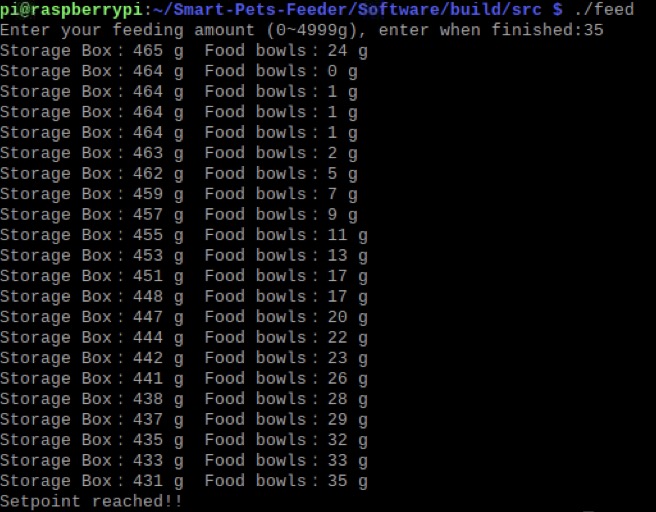 pi@raspberrypi:~/Smart-Pets-Feeder/Software/build/src $ ./feed
Enter your feeding amount (0~4999g), enter when finished:35
Storage Box: 465 g  Food bowls: 24 g
Storage Box: 464 g  Food bowls: 0 g
Storage Box: 464 g  Food bowls: 1 g
Storage Box: 464 g  Food bowls: 1 g
Storage Box: 464 g  Food bowls: 1 g
Storage Box: 463 g  Food bowls: 2 g
Storage Box: 462 g  Food bowls: 5 g
Storage Box: 459 g  Food bowls: 7 g
Storage Box: 457 g  Food bowls: 9 g
Storage Box: 455 g  Food bowls: 11 g
Storage Box: 453 g  Food bowls: 13 g
Storage Box: 451 g  Food bowls: 17 g
Storage Box: 448 g  Food bowls: 17 g
Storage Box: 447 g  Food bowls: 20 g
Storage Box: 444 g  Food bowls: 22 g
Storage Box: 442 g  Food bowls: 23 g
Storage Box: 441 g  Food bowls: 26 g
Storage Box: 438 g  Food bowls: 28 g
Storage Box: 437 g  Food bowls: 29 g
Storage Box: 435 g  Food bowls: 32 g
Storage Box: 433 g  Food bowls: 33 g
Storage Box: 431 g  Food bowls: 35 g
Setpoint reached!!